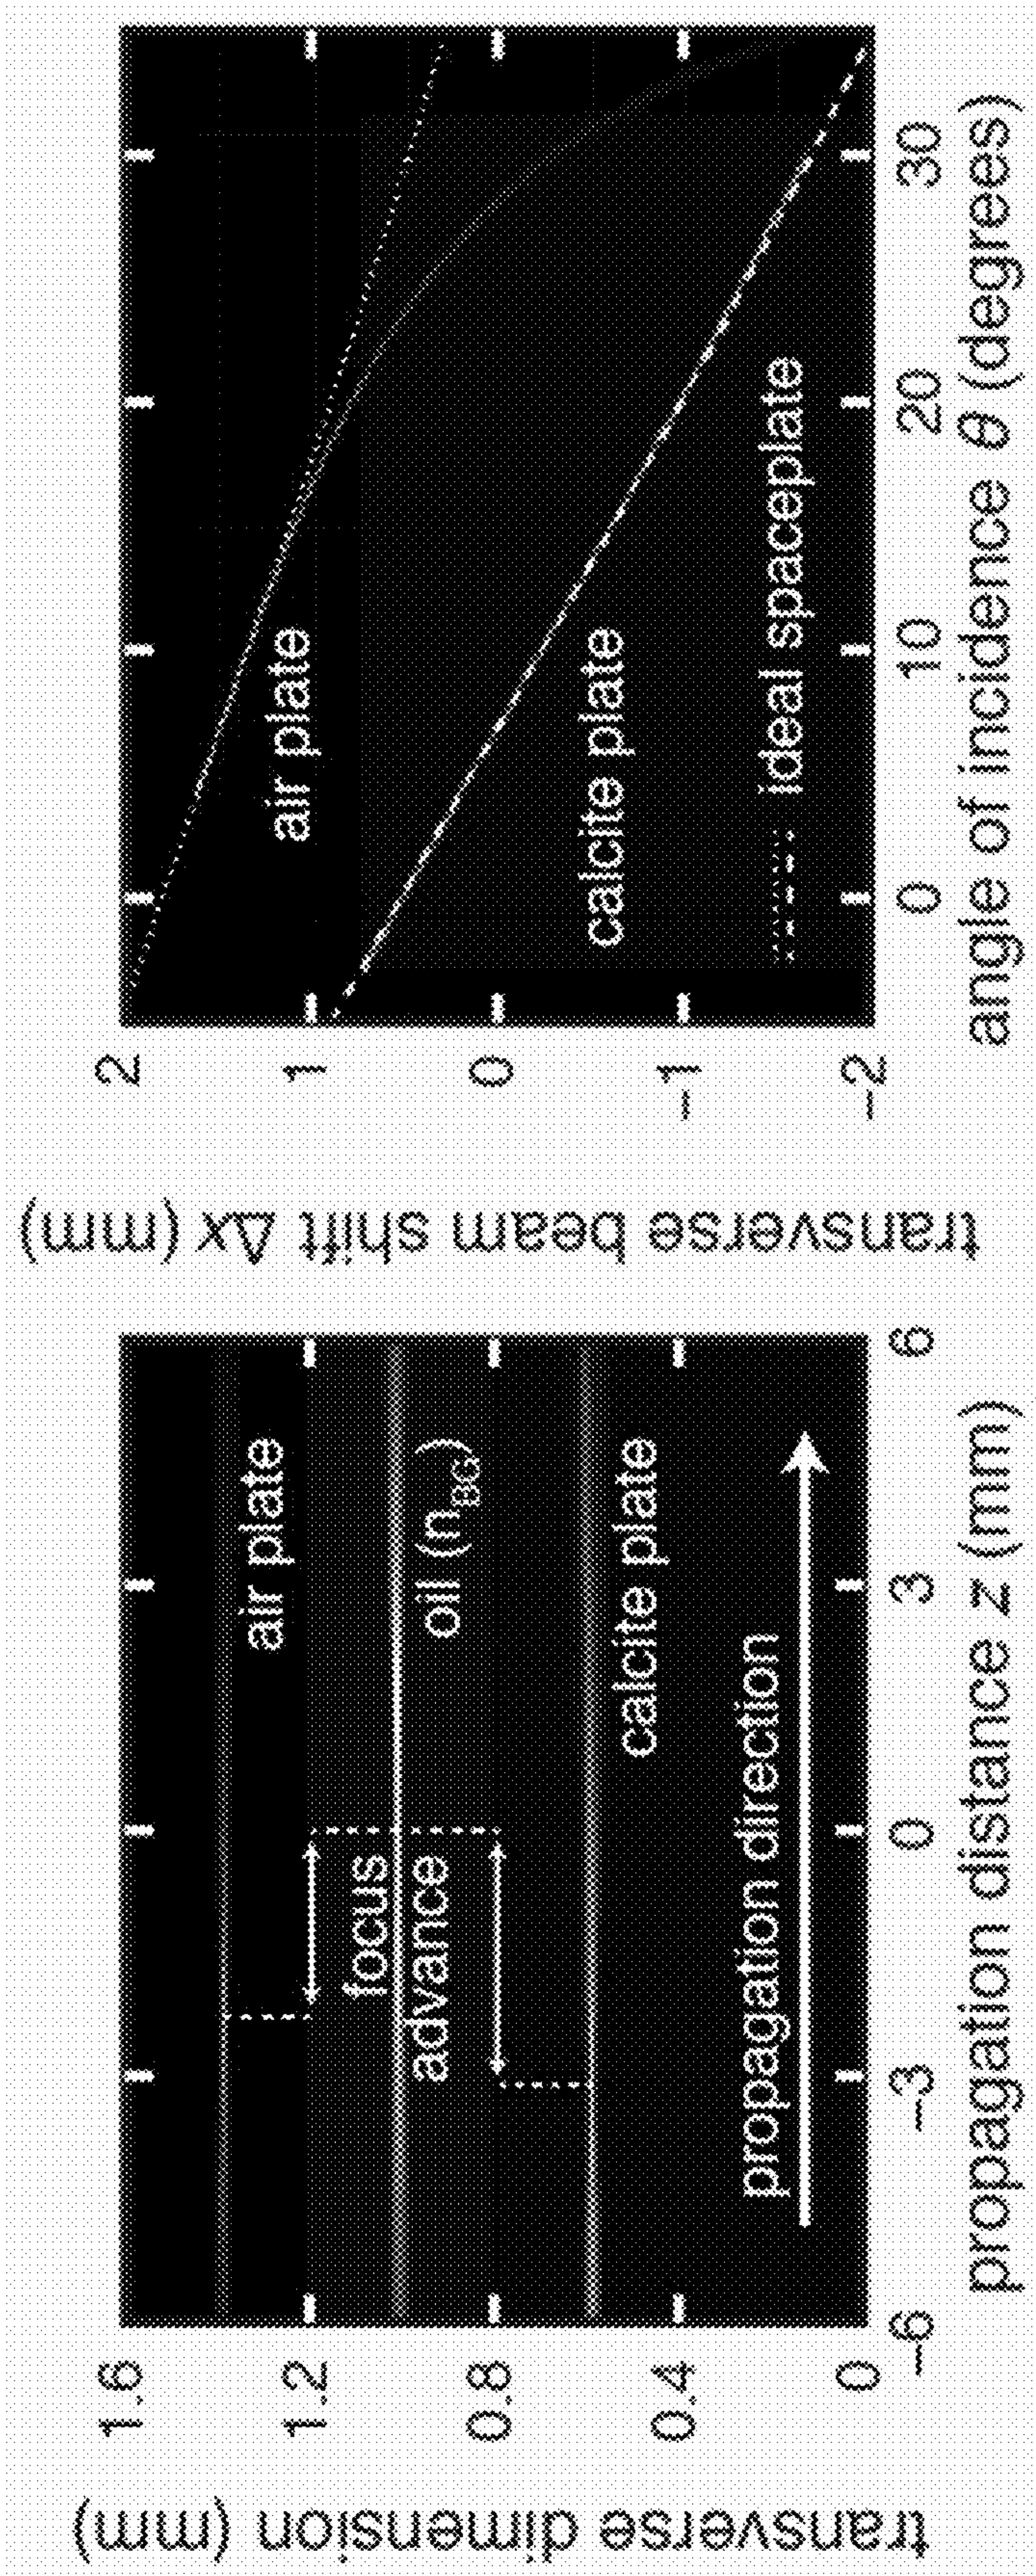 transverse dimension (mm)
1.6
1.2
0.8
0.4
0
air plate
focus
advance
oil (nBG)
calcite plate
propagation direction
−6
−3
0
3
6
propagation distance z (mm)
transverse beam shift Δx (mm)
2
1
0
−1
−2
air plate
calcite plate
ideal spaceplate
0
10
20
30
angle of incidence θ (degrees)